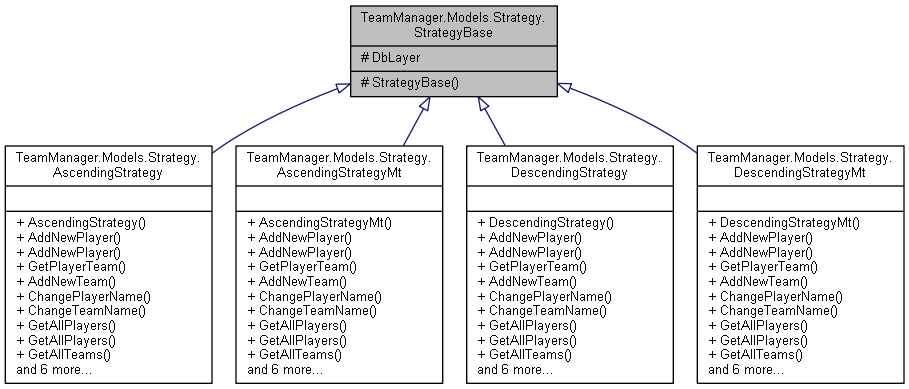 TeamManager.Models.Strategy.
StrategyBase
# DbLayer
# StrategyBase()
TeamManager.Models.Strategy.
AscendingStrategy
+ AscendingStrategy()
+ AddNewPlayer()
+ AddNewPlayer()
+ GetPlayerTeam()
+ AddNewTeam()
+ ChangePlayerName()
+ ChangeTeamName()
+ GetAllPlayers()
+ GetAllPlayers()
+ GetAllTeams()
and 6 more...
TeamManager.Models.Strategy.
AscendingStrategyMt
+ AscendingStrategyMt()
+ AddNewPlayer()
+ AddNewPlayer()
+ GetPlayerTeam()
+ AddNewTeam()
+ ChangePlayerName()
+ ChangeTeamName()
+ GetAllPlayers()
+ GetAllPlayers()
+ GetAllTeams()
and 6 more...
TeamManager.Models.Strategy.
DescendingStrategy
+ DescendingStrategy()
+ AddNewPlayer()
+ AddNewPlayer()
+ GetPlayerTeam()
+ AddNewTeam()
+ ChangePlayerName()
+ ChangeTeamName()
+ GetAllPlayers()
+ GetAllPlayers()
+ GetAllTeams()
and 6 more...
TeamManager.Models.Strategy.
DescendingStrategyMt
+ DescendingStrategyMt()
+ AddNewPlayer()
+ AddNewPlayer()
+ GetPlayerTeam()
+ AddNewTeam()
+ ChangePlayerName()
+ ChangeTeamName()
+ GetAllPlayers()
+ GetAllPlayers()
+ GetAllTeams()
and 6 more...